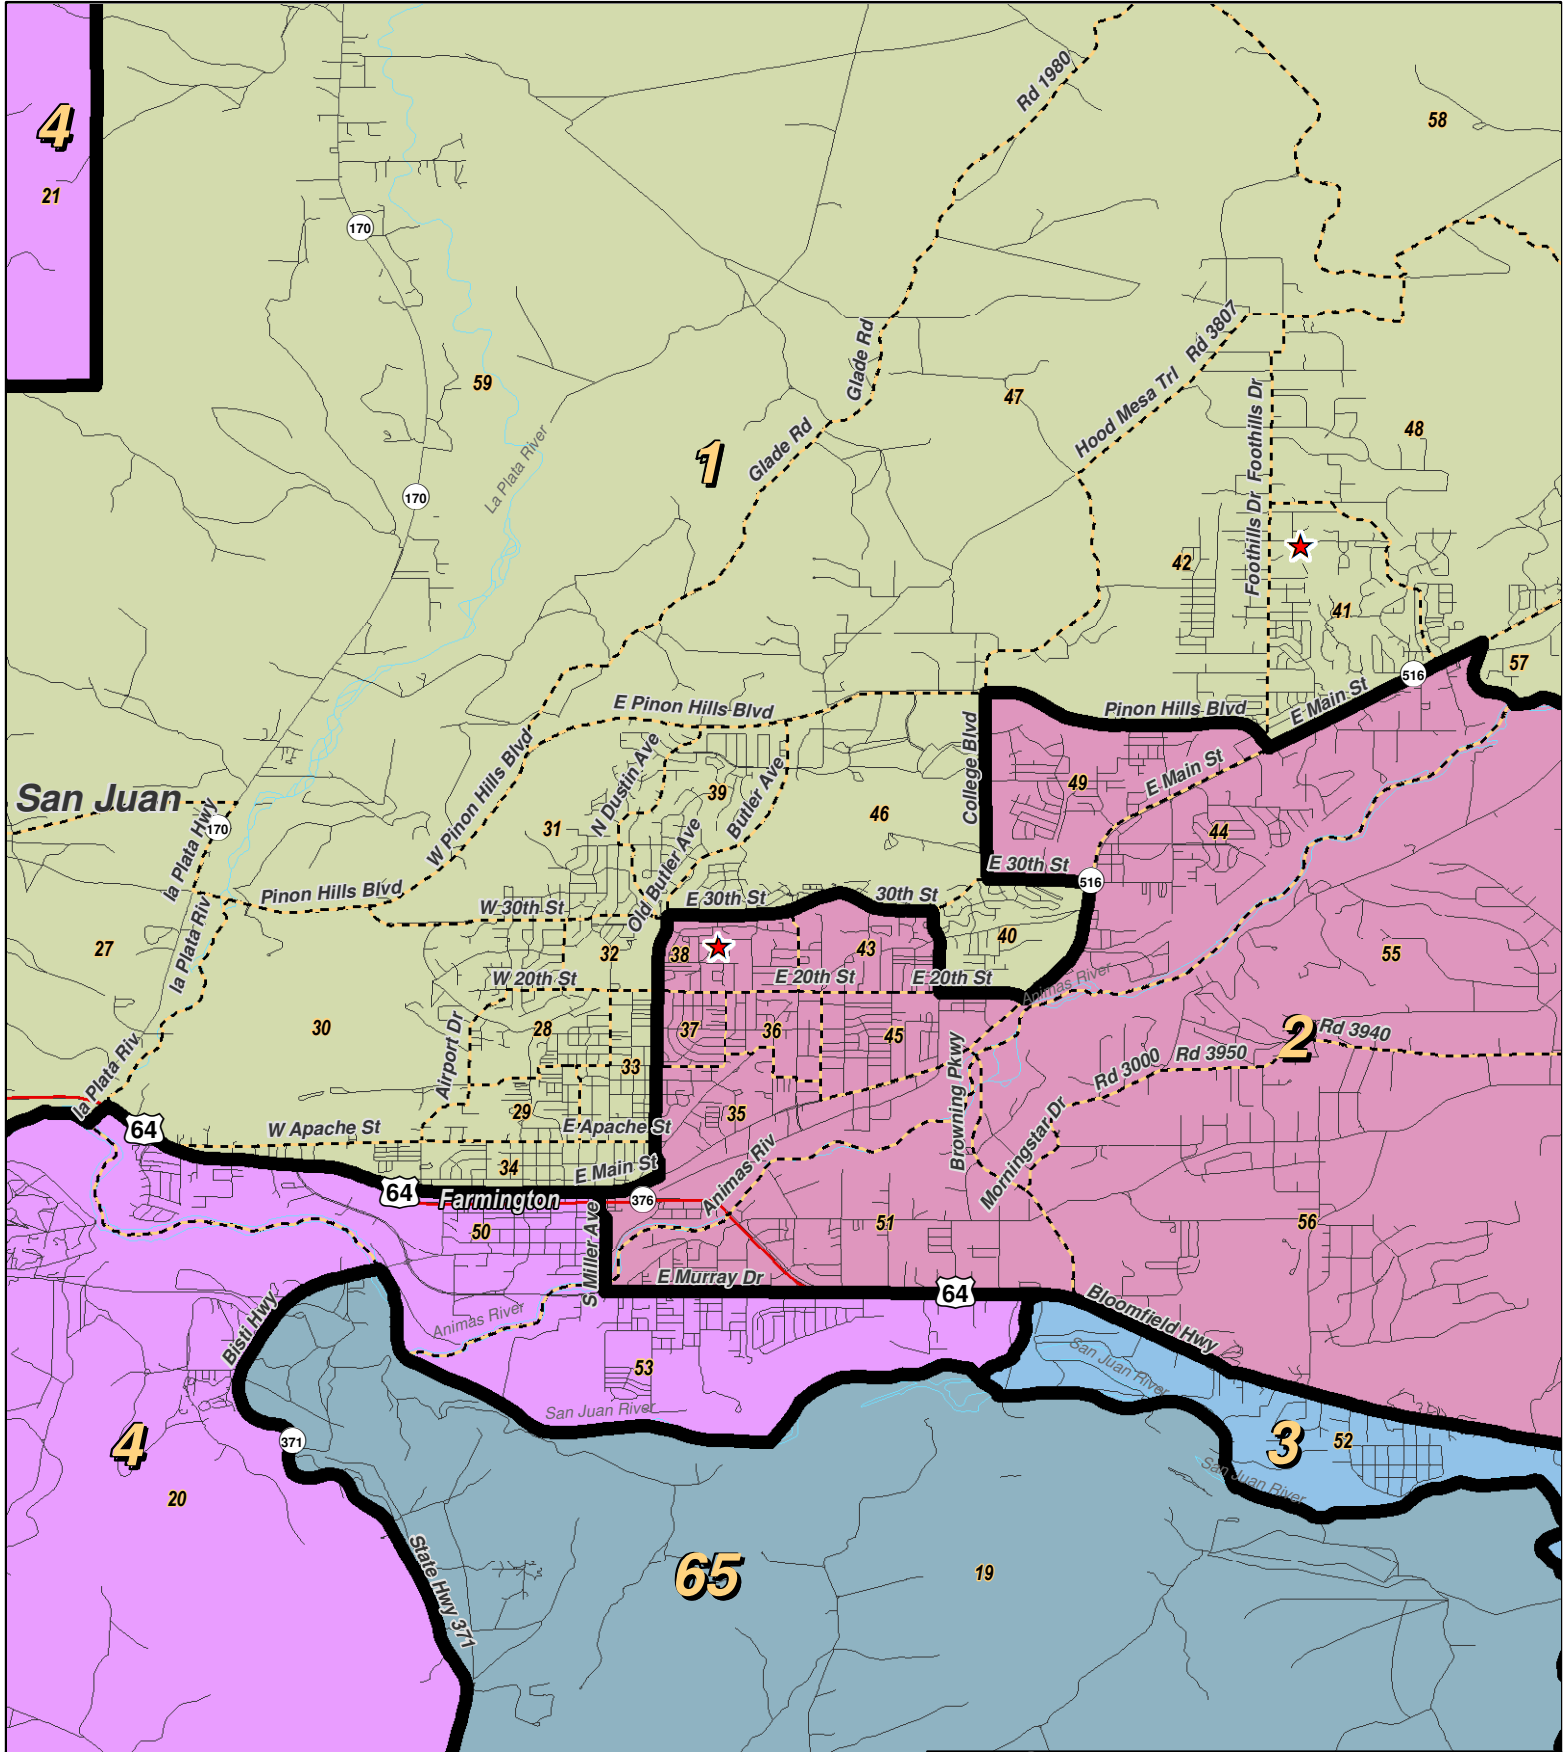 Rd 1980
58
4
21
170
59
Glade Rd
Rd 3807
47
Hood Mesa Trl
Foothills Dr
48
1
Glade Rd
La Plata River
170
Foothills Dr
42
41
57
516
E Main St
Pinon Hills Blvd
E Pinon Hills Blvd
College Blvd
W Pinon Hills Blvd
N Dustin Ave
Butler Ave
39
49
E Main St
San Juan
la Plata Hwy
170
31
46
44
Old Butler Ave
E 30th St
516
Pinon Hills Blvd
W 30th St
E 30th St
30th St
la Plata Riv
27
32
38
43
40
55
W 20th St
E 20th St
E 20th St
Animas River
30
Airport Dr
28
37
36
45
Browning Pkwy
2
Rd 3940
Rd 3950
Rd 3000
33
la Plata Riv
29
35
Morningstar Dr
64
W Apache St
E Apache St
34
E Main St
Animas Riv
64
Farmington
376
50
S Miller Ave
51
56
E Murray Dr
64
Bloomfield Hwy
Bisti Hwy
Animas River
53
San Juan River
San Juan River
4
371
3
52
San Juan River
20
State Hwy 371
65
19